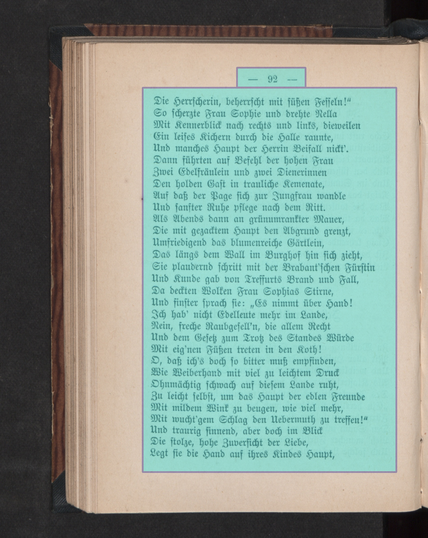 — 92 —
Die Herrscherin, beherrscht mit süßen Fesseln!“
So scherzte Frau Sophie und drehte Nella
Mit Kennerblick nach rechts und links, dieweilen
Ein leises Kichern durch die Halle raunte,
Und manches Haupt der Herrin Beifall nickt'.
Dann führten auf Befehl der hohen Frau
Zwei Edelfräulein und zwei Dienerinnen
Den holden Gast in trauliche Kemenate,
Auf daß der Page sich zur Jungfrau wandle
Und sanfter Ruhe pflege nach dem Ritt.
Als Abends dann an grünumrankter Mauer,
Die mit gezacktem Haupt den Abgrund grenzt,
Umfriedigend das blumenreiche Gärtlein,
Das längs dem Wall im Burghof hin sich zieht,
Sie plaudernd schritt mit der Brabant'schen Fürstin
Und Kunde gab von Treffurts Brand und Fall,
Da deckten Wolken Frau Sophias Stirne,
Und finster sprach sie: „Es nimmt über Hand!
Ich hab' nicht Edelleute mehr im Lande,
Nein, freche Raubgesell'n, die allem Recht
Und dem Gesetz zum Trotz des Standes Würde
Mit eig'nen Füßen treten in den Koth!
O, daß ich's doch so bitter muß empfinden,
Wie Weiberhand mit viel zu leichtem Druck
Ohnmächtig schwach auf diesem Lande ruht,
Zu leicht selbst, um das Haupt der edlen Freunde
Mit mildem Wink zu beugen, wie viel mehr,
Mit wucht'gem Schlag den Uebermuth zu treffen!“
Und traurig sinnend, aber doch im Blick
Die stolze, hohe Zuversicht der Liebe,
Legt sie die Hand auf ihres Kindes Haupt,